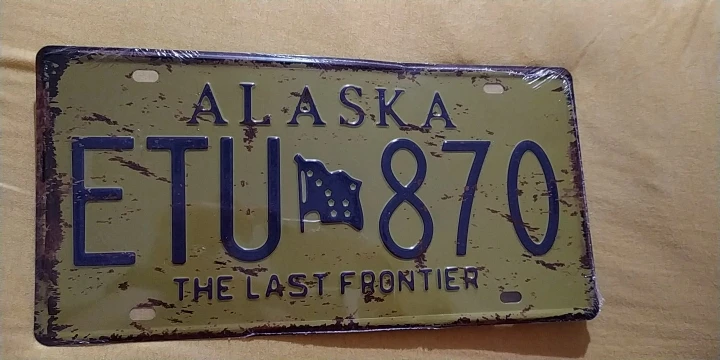 ALASKA
ETU 870
THE LAST FRONTIER